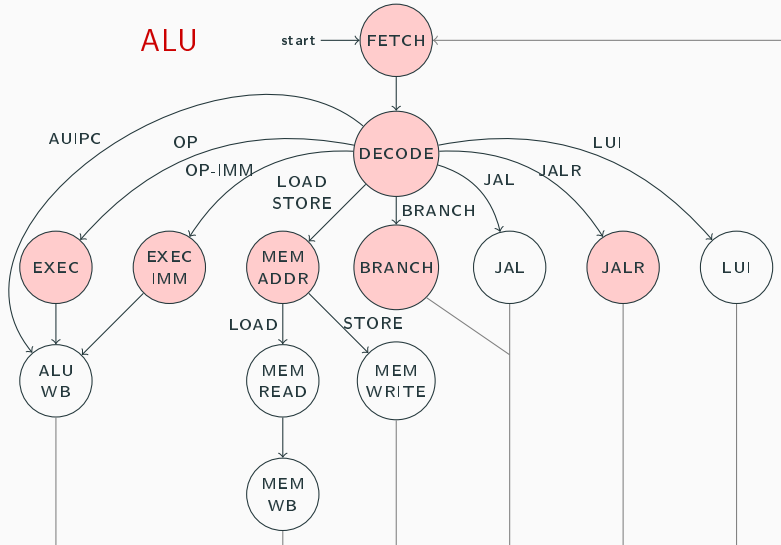 ALU
start
FETCH
DECODE
AUIPC
OP
OP-IMM
LOAD
STORE
BRANCH
JAL
JALR
LUI
EXEC
EXEC
IMM
MEM
ADDR
BRANCH
JAL
JALR
LUI
LOAD
STORE
ALU
WB
MEM
READ
MEM
WRITE
MEM
WB